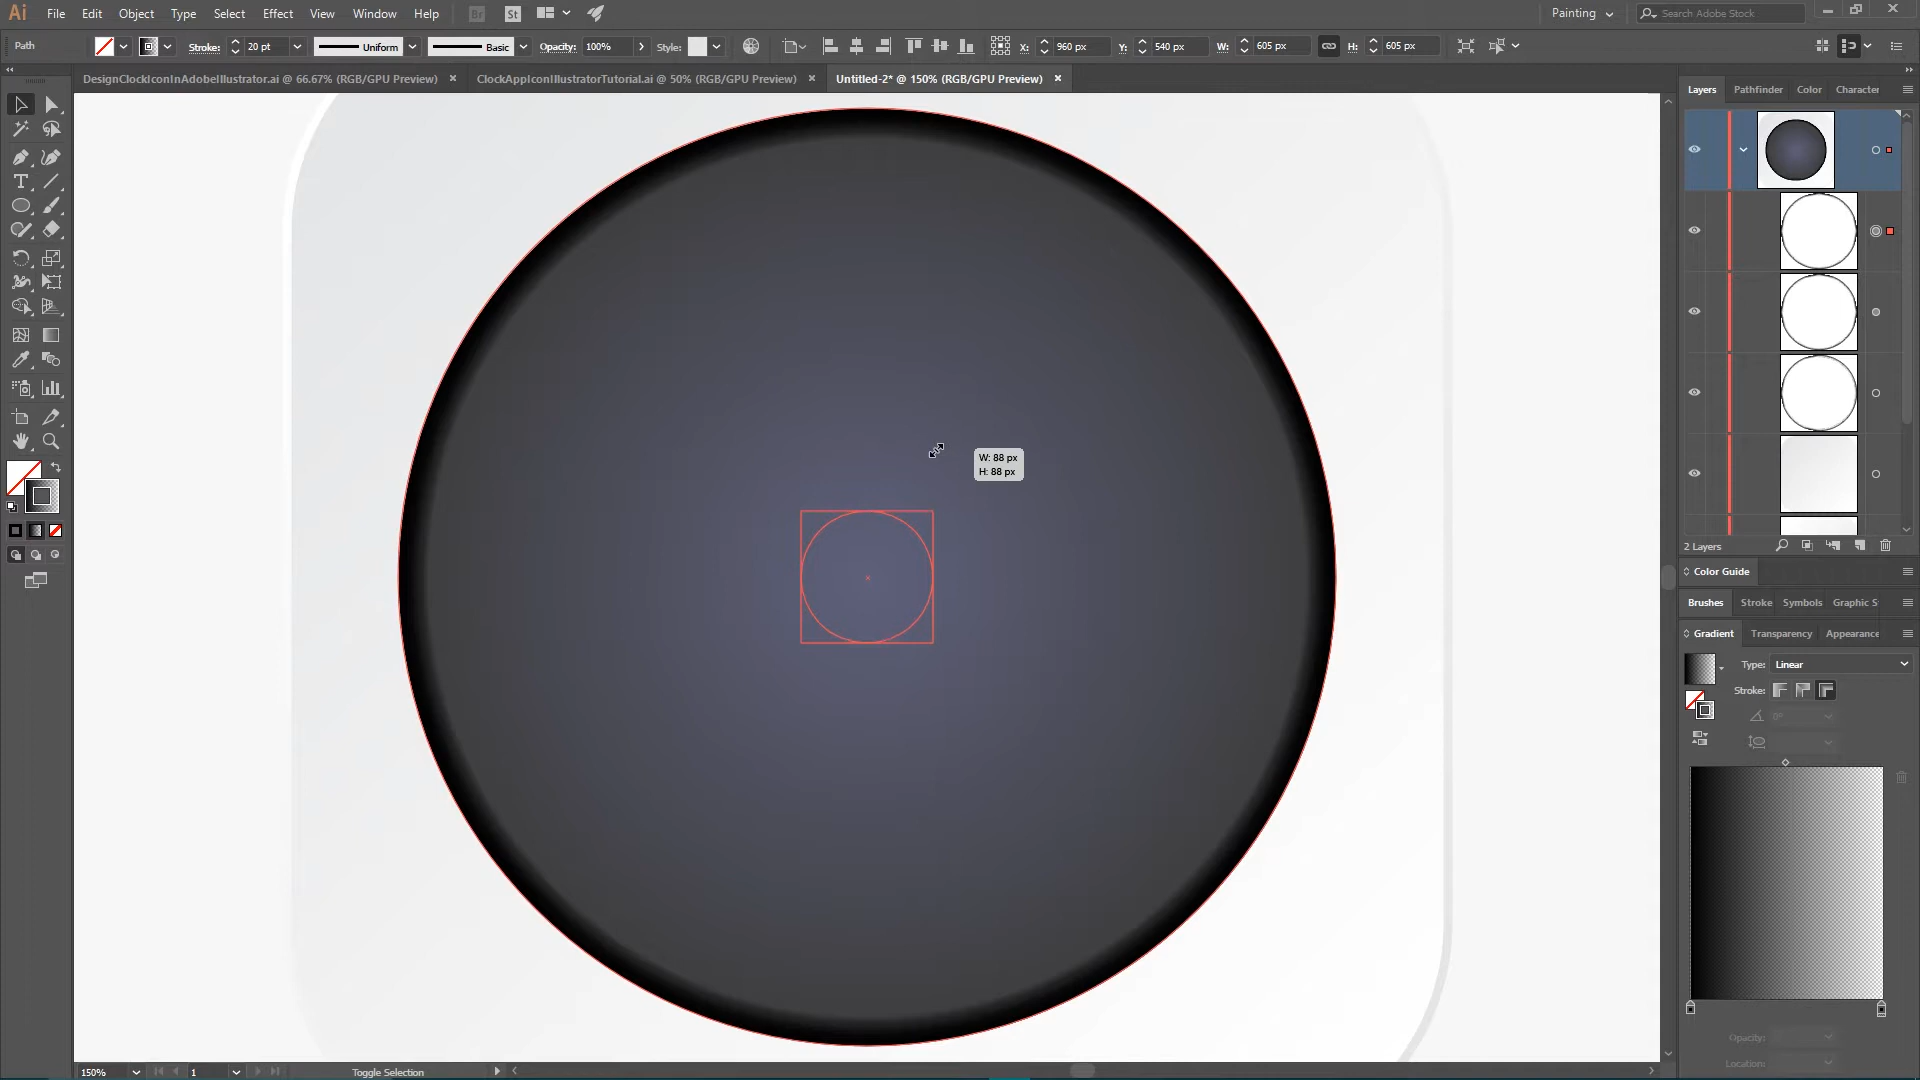 Ai File Edit Object Type Select Effect View Window Help Br St Painting Search Adobe Stock
Path Stroke: 20 pt Uniform Basic Opacity: 100% Style: X: 960 px Y: 540 px W: 605 px H: 605 px
DesignClockIconInAdobeIllustrator.ai @ 66.67% (RGB/GPU Preview) × ClockAppIconIllustratorTutorial.ai @ 50% (RGB/GPU Preview) × Untitled-2* @ 150% (RGB/GPU Preview) ×
Layers Pathfinder Color Character
W: 88 px
H: 88 px
2 Layers
Color Guide
Brushes Stroke Symbols Graphic S
Gradient Transparency Appearance
Type: Linear
Stroke:
0°
Opacity:
Location:
150% 1 Toggle Selection